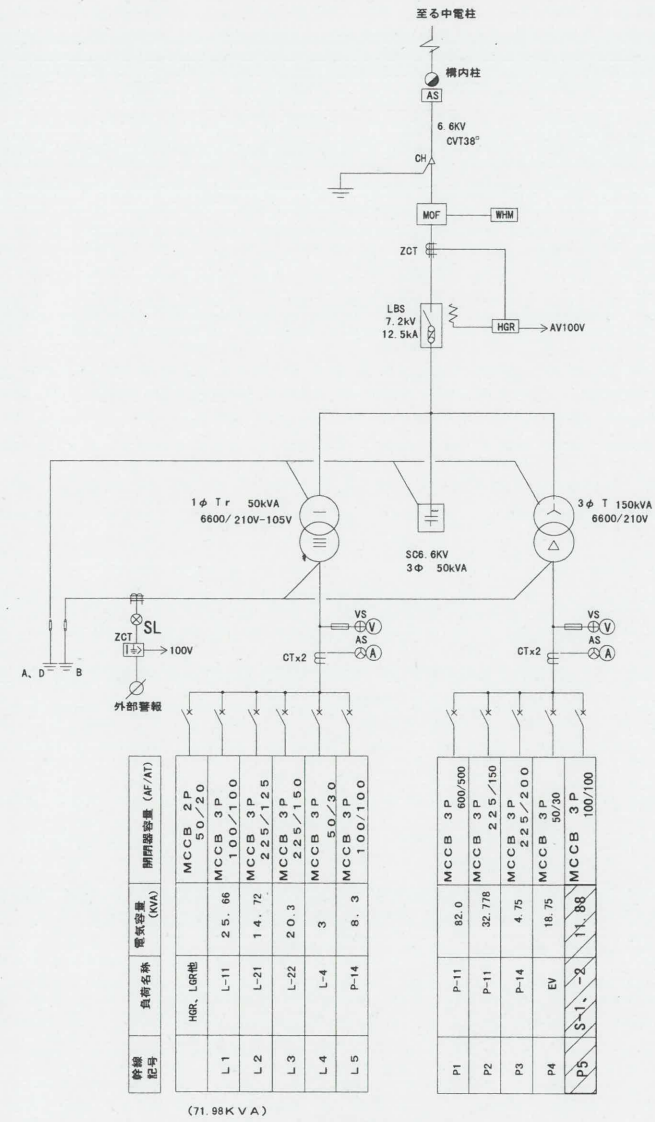 至る中電柱
構内柱
AS
6.6KV
CVT38°
CH
MOF
WHM
ZCT
LBS
7.2kV
12.5kA
HGR
AV100V
1φ Tr 50kVA
6600/210V-105V
SC6.6KV
3Φ 50kVA
3φ T 150kVA
6600/210V
SL
ZCT
I
100V
A、D
B
外部警報
VS
V
AS
A
CTx2
VS
V
AS
A
CTx2
開閉器容量 (AF/AT)
MCCB 2P
50/20
MCCB 3P
100/100
MCCB 3P
225/125
MCCB 3P
225/150
MCCB 3P
50/30
MCCB 3P
100/100
電気容量
(KVA)
25.66
14.72
20.3
3
8.3
負荷名称
HGR、LGR他
L-11
L-21
L-22
L-4
P-14
幹線
記号
L1
L2
L3
L4
L5
(71.98KVA)
MCCB 3P
600/500
MCCB 3P
225/150
MCCB 3P
225/200
MCCB 3P
50/30
MCCB 3P
100/100
82.0
32.778
4.75
18.75
11.88
P-11
P-11
P-14
EV
S-1、-2
P1
P2
P3
P4
P5